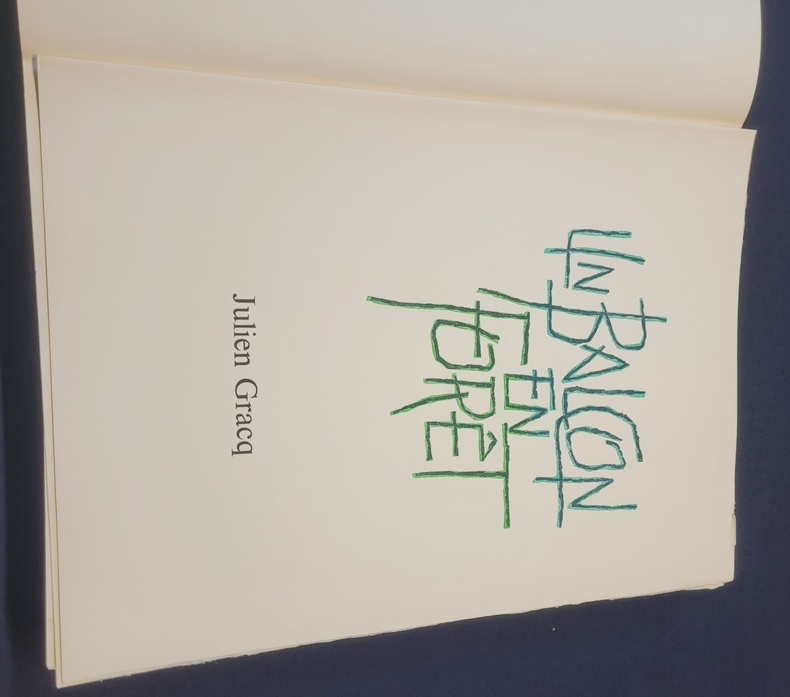 UN
BALCON
EN
FORÊT
Julien Gracq